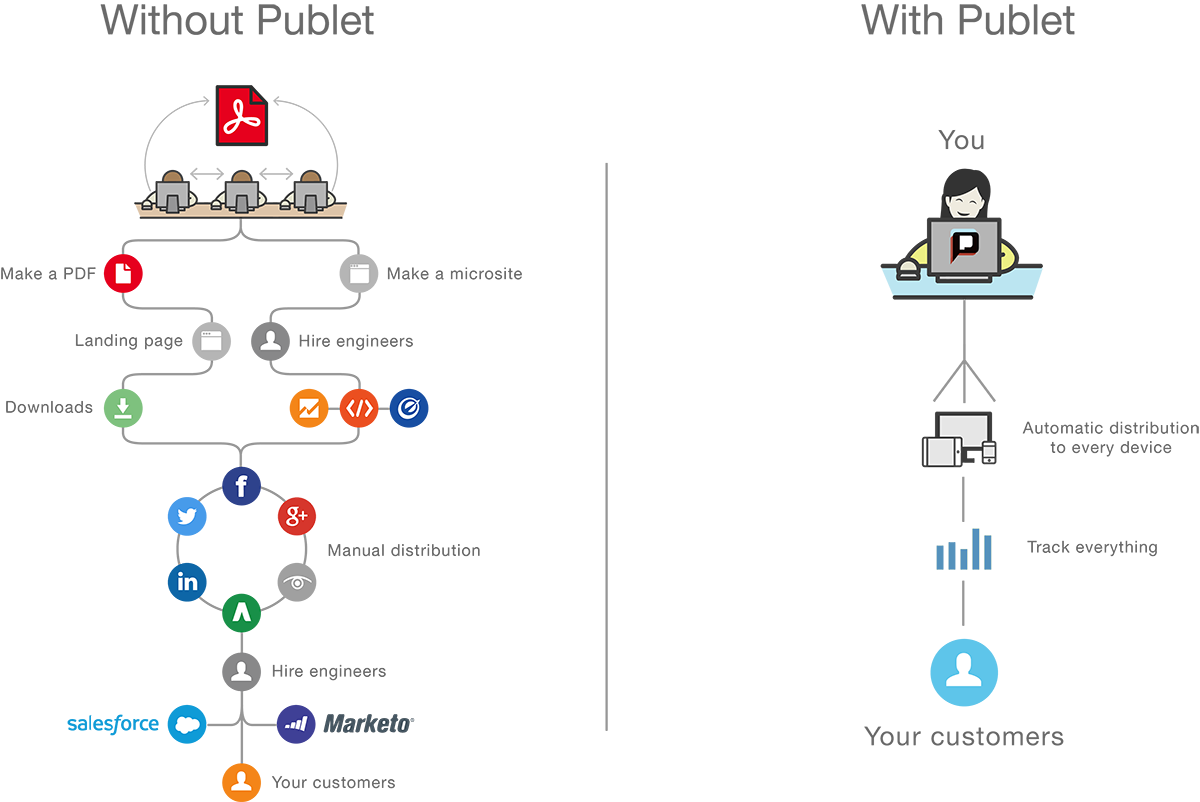 Without Publet
Make a PDF
Make a microsite
Landing page
Hire engineers
Downloads
</>
f
g+
in
Manual distribution
Hire engineers
salesforce
Marketo®
Your customers
With Publet
You
P
Automatic distribution
to every device
Track everything
Your customers